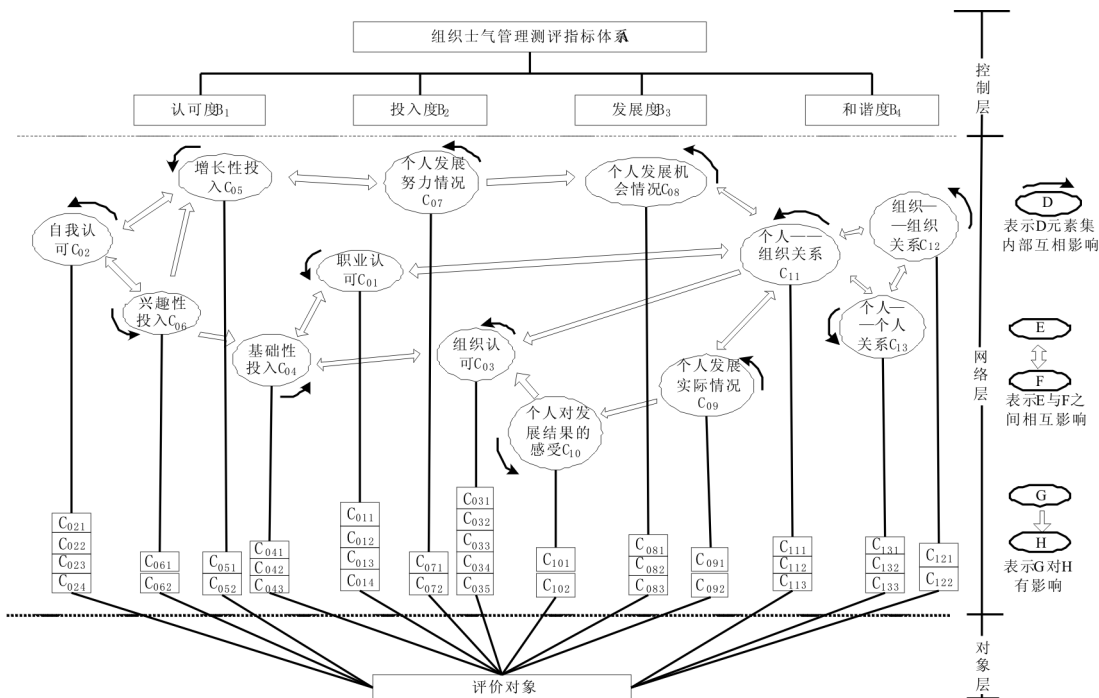 组织士气管理测评指标体系A
认可度B1
投入度B2
发展度B3
和谐度B4
控制层
增长性投
入C05
个人发展
努力情况
C07
个人发展机
会情况C08
组织—
—组织
关系C12
自我认
可C02
个人——
组织关系
C11
职业认
可C01
兴趣性
投入C06
个人—
—个人
关系C13
基础性
投入C04
组织认
可C03
个人发展
实际情况
C09
个人对发
展结果的
感受C10
网络层
D
表示D元素集
内部互相影响
E
F
表示E与F之
间相互影响
G
H
表示G对H
有影响
C021
C022
C023
C024
C061
C062
C051
C052
C041
C042
C043
C011
C012
C013
C014
C071
C072
C031
C032
C033
C034
C035
C101
C102
C081
C082
C083
C091
C092
C111
C112
C113
C131
C132
C133
C121
C122
评价对象
对象层